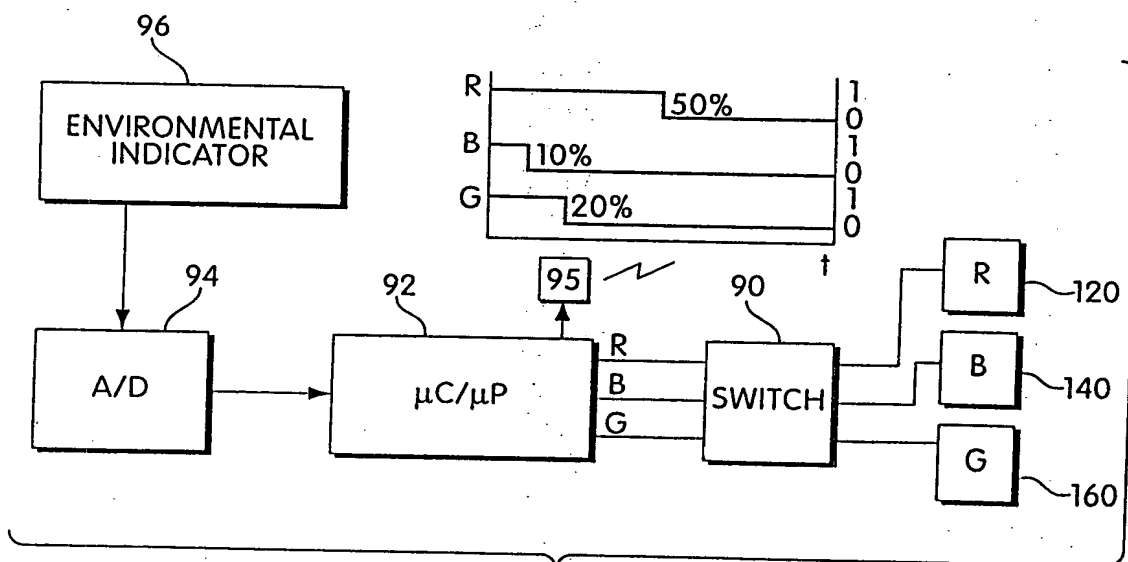 96
ENVIRONMENTAL
INDICATOR
R
50%
1
0
B
10%
1
0
G
20%
1
0
t
94
92
95
90
A/D
µC/µP
R
B
G
SWITCH
R
120
B
140
G
160